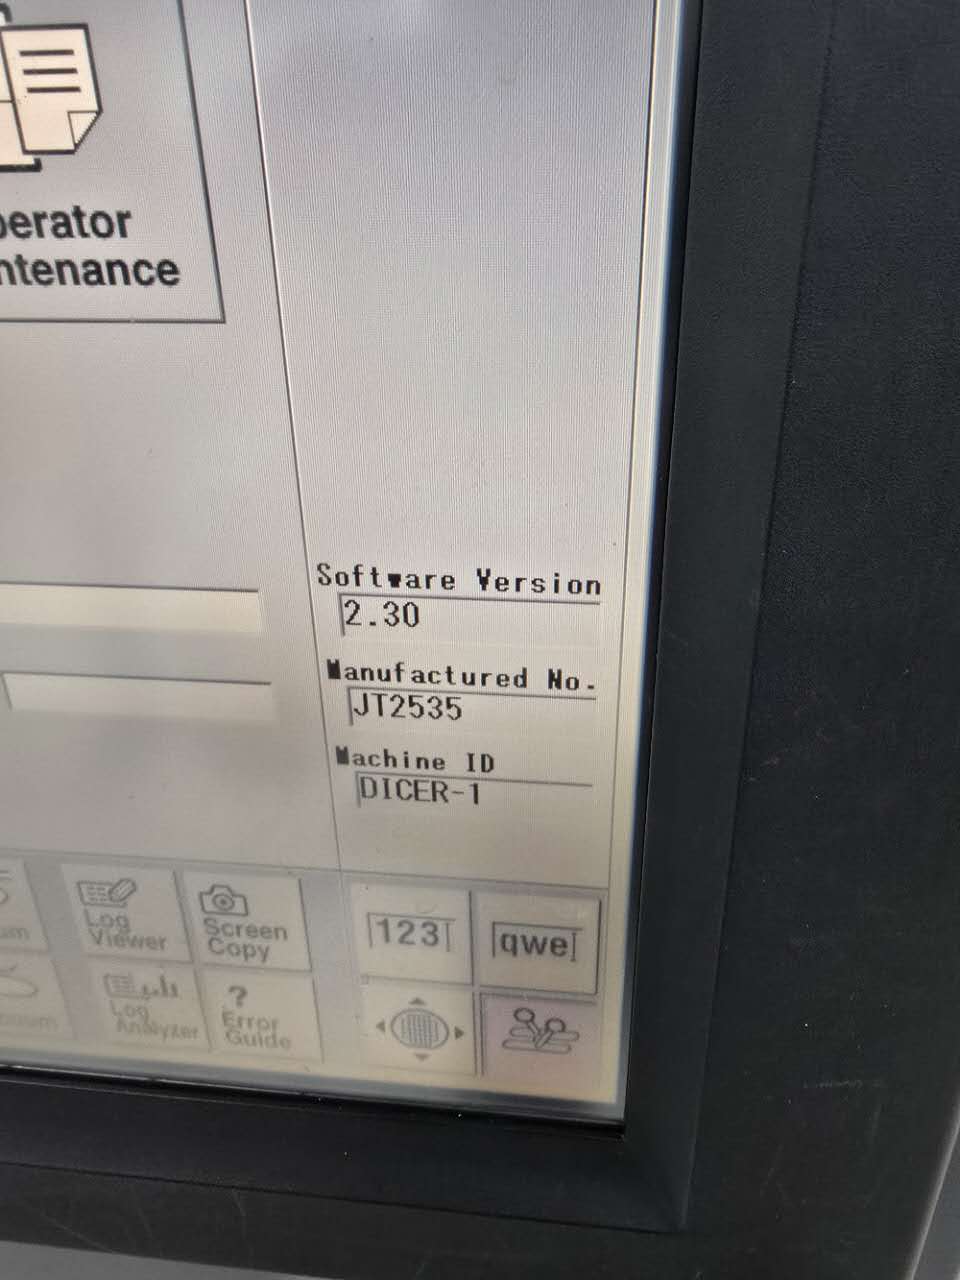 perator
ntenance
Software Version
2.30
Manufactured No.
JT2535
Machine ID
DICER-1
Log
Viewer
Screen
Copy
123
qwe
Log
Analyzer
?
Error
Guide